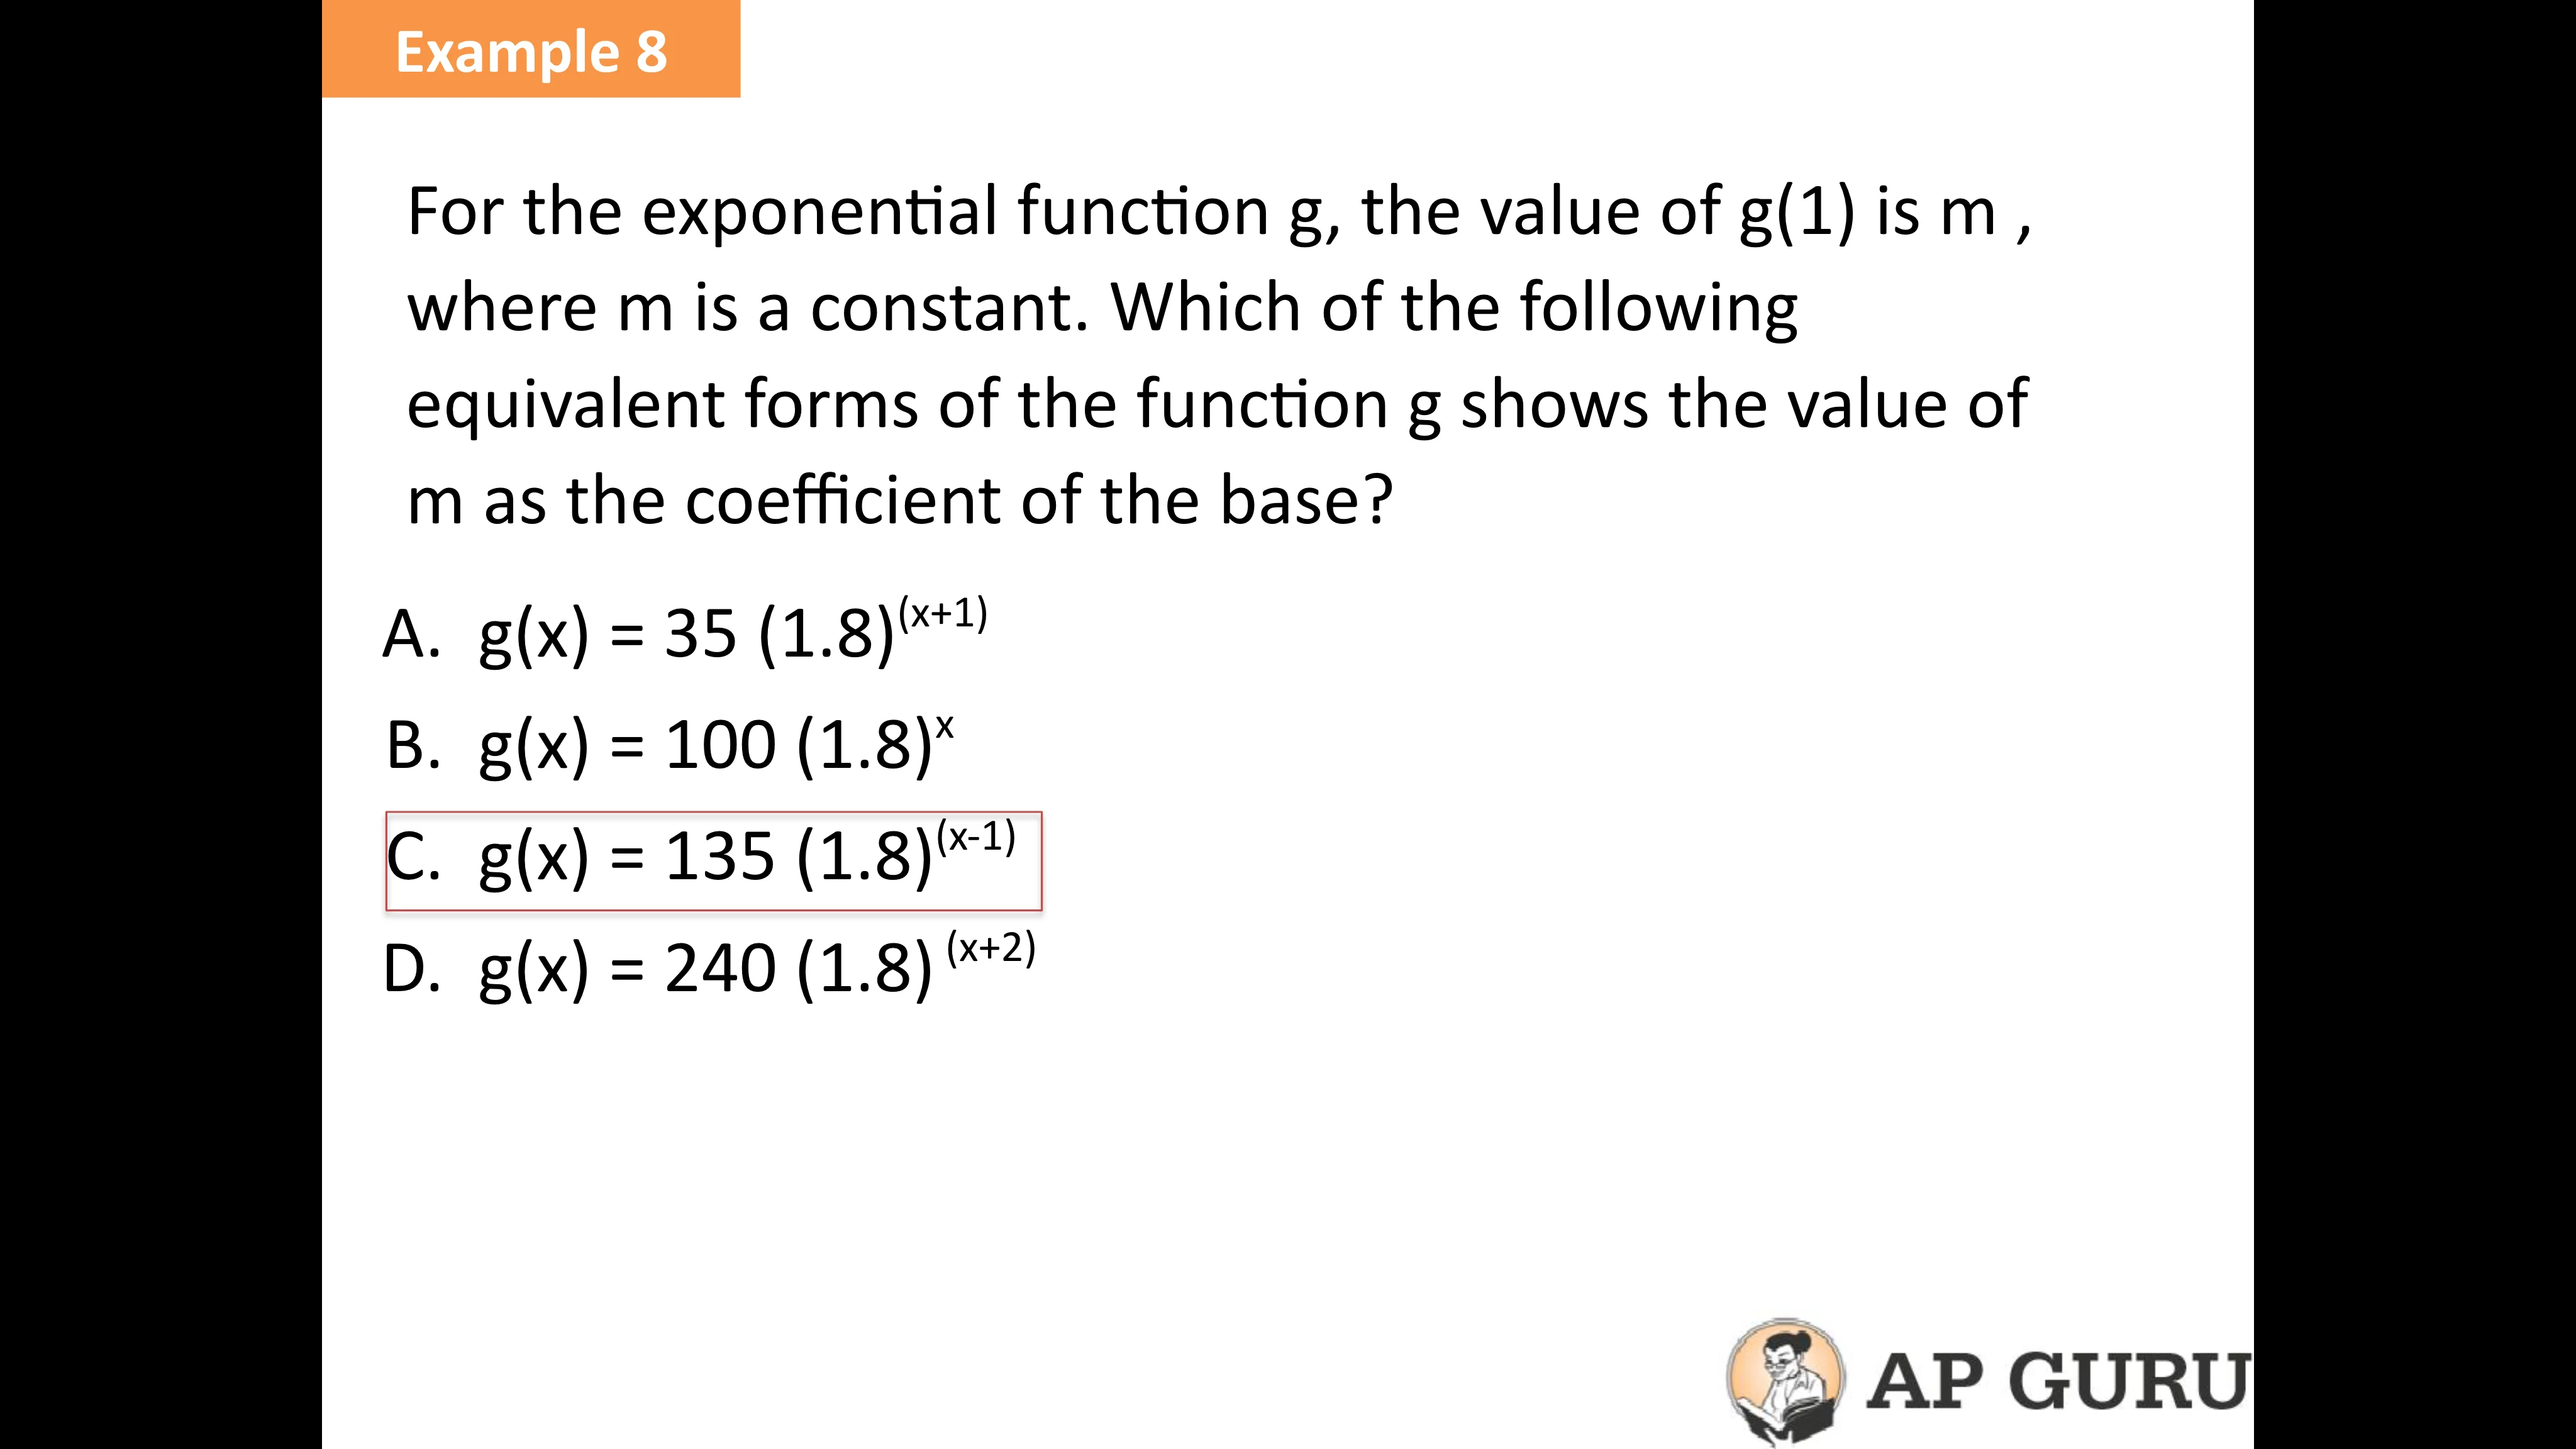 Example 8
For the exponential function g, the value of g(1) is m ,
where m is a constant. Which of the following
equivalent forms of the function g shows the value of
m as the coefficient of the base?
A. g(x) = 35 (1.8)^(x+1)
B. g(x) = 100 (1.8)^x
C. g(x) = 135 (1.8)^(x-1)
D. g(x) = 240 (1.8)^(x+2)
AP GURU